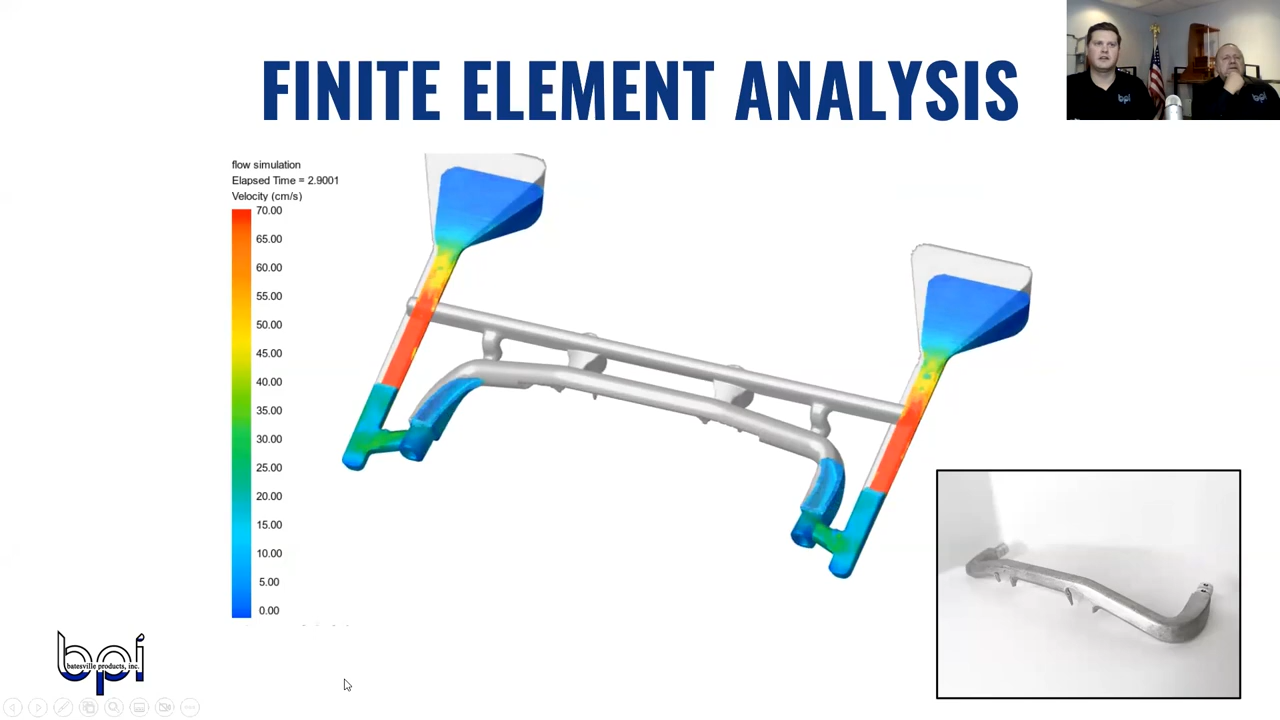 FINITE ELEMENT ANALYSIS
bpi
bpi
flow simulation
Elapsed Time = 2.9001
Velocity (cm/s)
70.00
65.00
60.00
55.00
50.00
45.00
40.00
35.00
30.00
25.00
20.00
15.00
10.00
5.00
0.00
bpi
batesville products, inc.